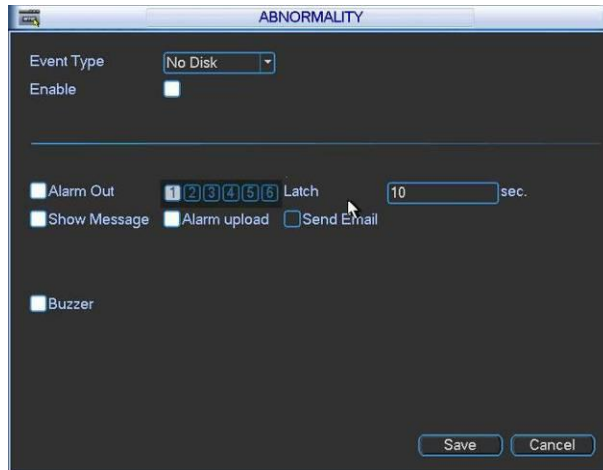 ABNORMALITY
Event Type No Disk
Enable
Alarm Out 1 2 3 4 5 6 Latch 10 sec.
Show Message Alarm upload Send Email
Buzzer
Save Cancel